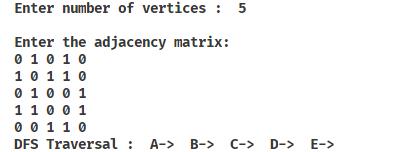 Enter number of vertices :  5
Enter the adjacency matrix:
0 1 0 1 0
1 0 1 1 0
0 1 0 0 1
1 1 0 0 1
0 0 1 1 0
DFS Traversal :  A->  B->  C->  D->  E->